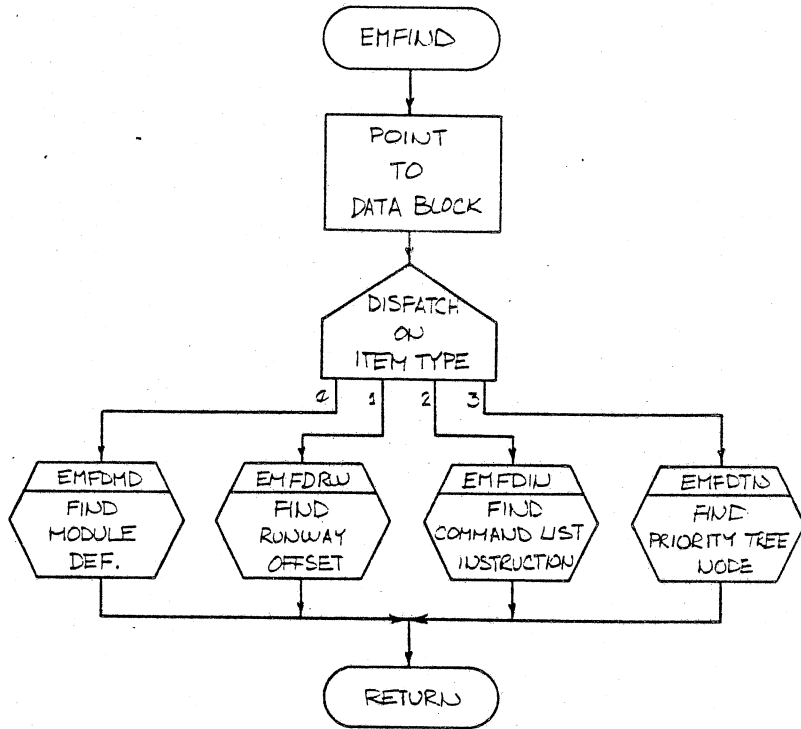 EMFIND
POINT
TO
DATA BLOCK
DISPATCH
ON
ITEM TYPE
Ø 1 2 3
EMFDMD
FIND
MODULE
DEF.
EMFDRW
FIND
RUNWAY
OFFSET
EMFDIN
FIND
COMMAND LIST
INSTRUCTION
EMFDTN
FIND
PRIORITY TREE
NODE
RETURN